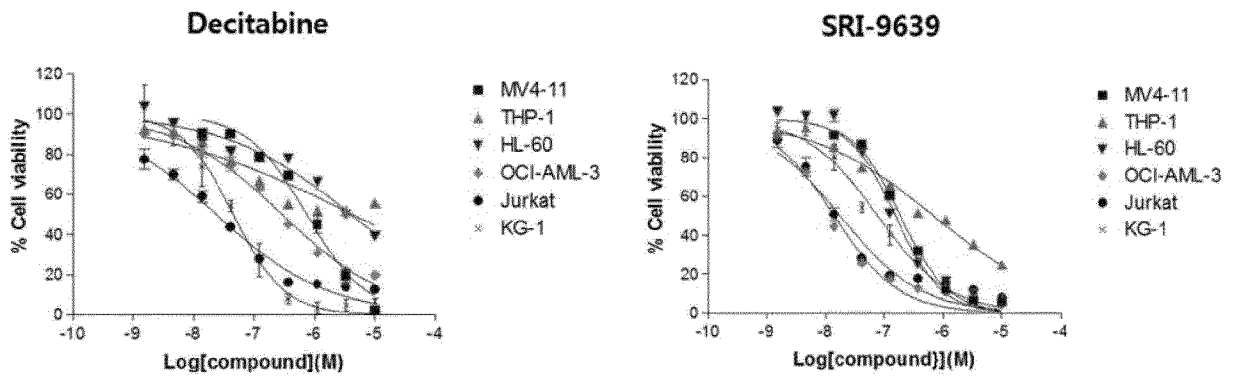 Decitabine
120
100
80
60
40
20
0
% Cell viability
-10
-9
-8
-7
-6
-5
-4
Log[compound](M)
MV4-11
THP-1
HL-60
OCI-AML-3
Jurkat
KG-1
SRI-9639
120
100
80
60
40
20
0
% Cell viability
-10
-9
-8
-7
-6
-5
-4
Log[compound}](M)
MV4-11
THP-1
HL-60
OCI-AML-3
Jurkat
KG-1